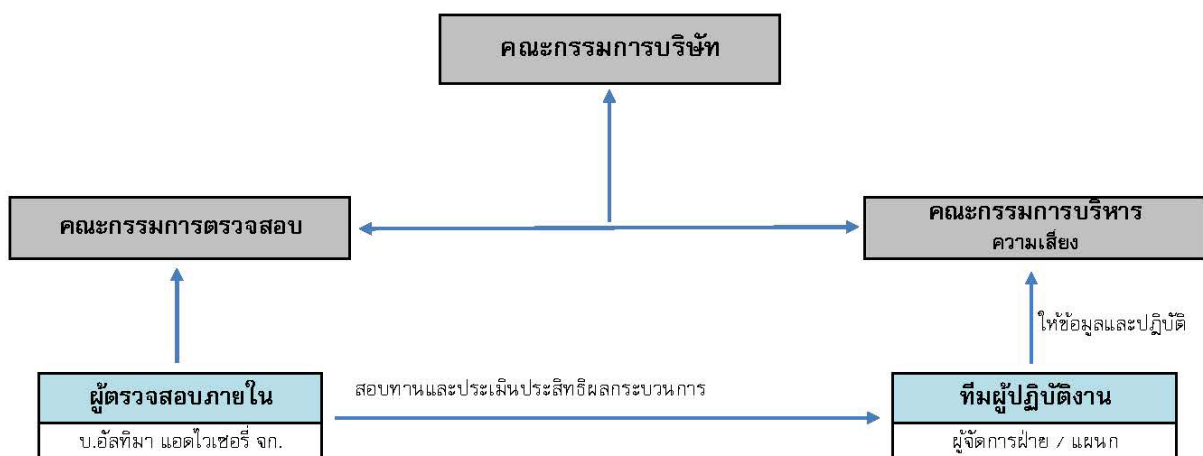 คณะกรรมการบริษัท
คณะกรรมการตรวจสอบ
คณะกรรมการบริหาร
ความเสี่ยง
ให้ข้อมูลและปฏิบัติ
ผู้ตรวจสอบภายใน
บ.อัลทิมา แอดไวเซอรี่ จก.
สอบทานและประเมินประสิทธิผลกระบวนการ
ทีมผู้ปฏิบัติงาน
ผู้จัดการฝ่าย / แผนก